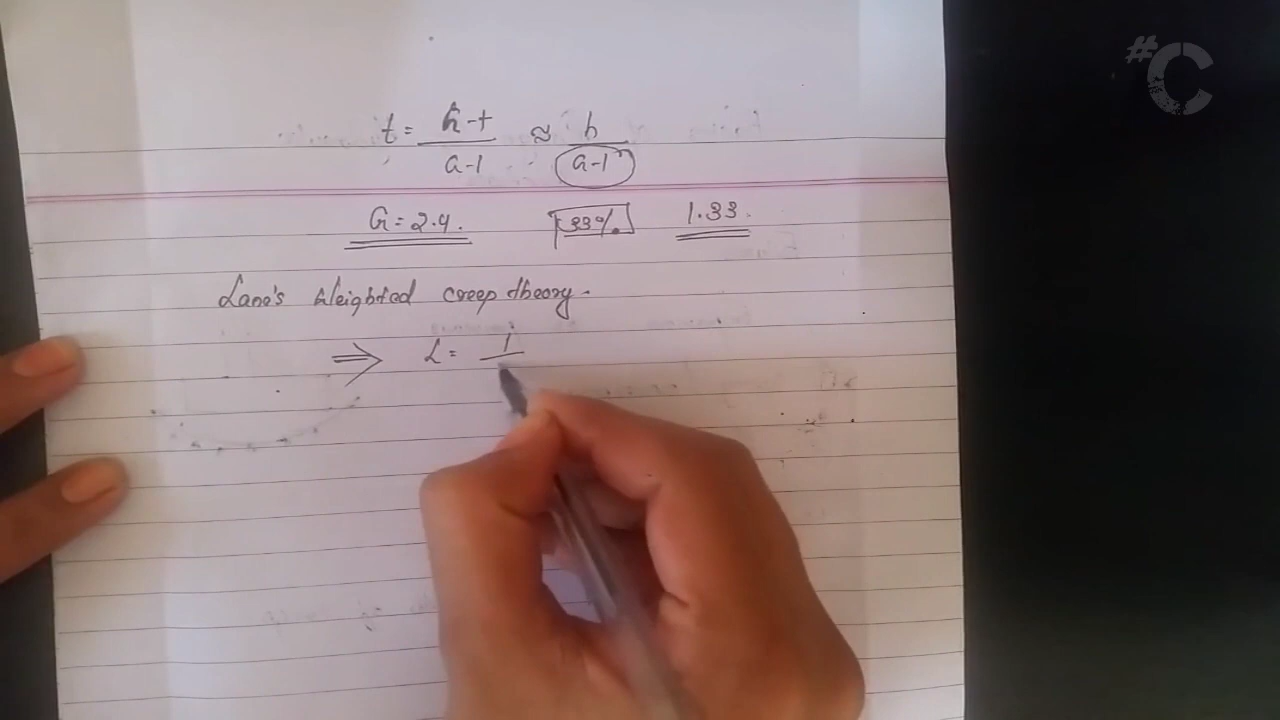 #C
t = h-t / G-1 ≈ h / G-1
G = 2.4. 33%. 1.33.
Lane's Weighted creep theory.
⇒ L = 1